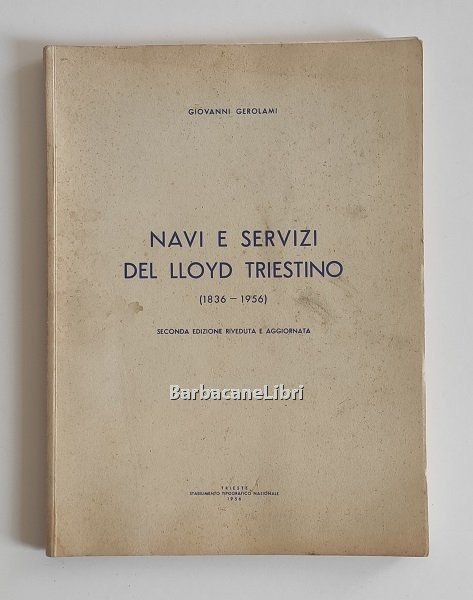 GIOVANNI GEROLAMI
NAVI E SERVIZI
DEL LLOYD TRIESTINO
(1836 – 1956)
SECONDA EDIZIONE RIVEDUTA E AGGIORNATA
BarbacaneLibri
TRIESTE
STABILIMENTO TIPOGRAFICO NAZIONALE
1956